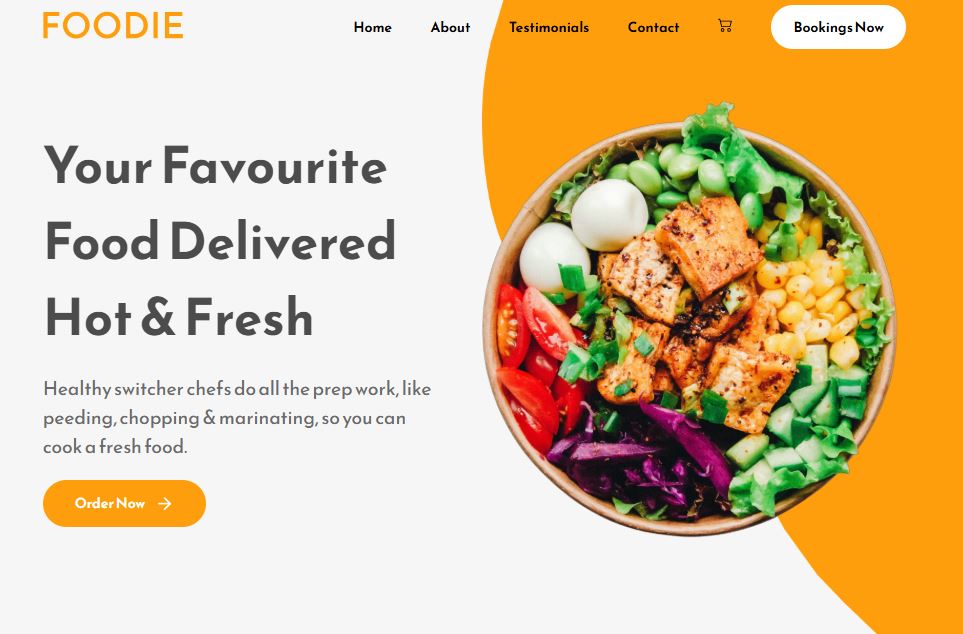 FOODIE
Home About Testimonials Contact Bookings Now
Your Favourite
Food Delivered
Hot & Fresh
Healthy switcher chefs do all the prep work, like
peeding, chopping & marinating, so you can
cook a fresh food.
Order Now